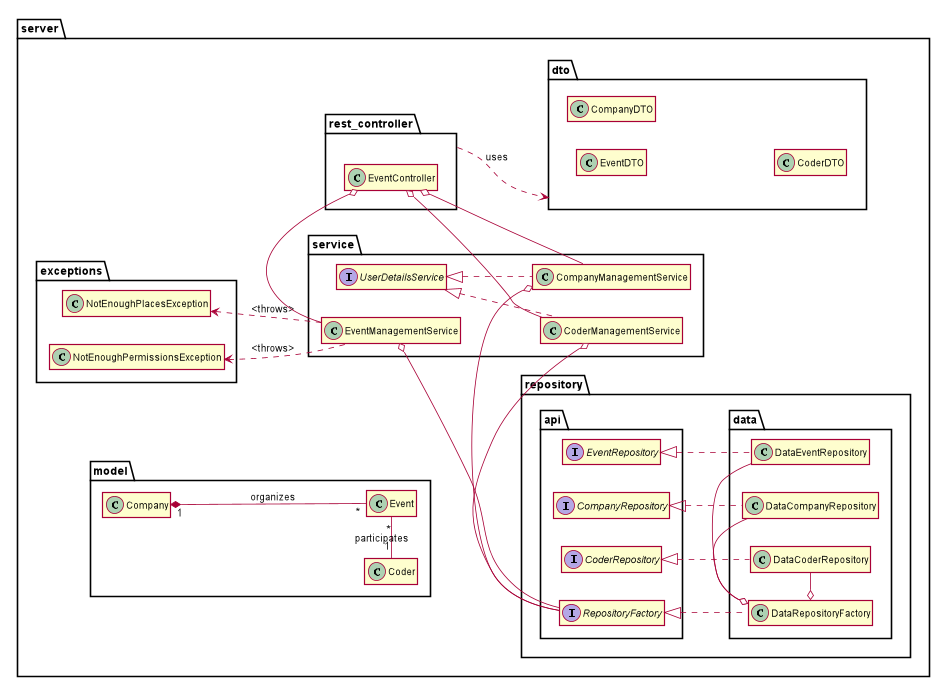 server
dto
C CompanyDTO
rest_controller
uses
C EventDTO
C CoderDTO
C EventController
service
exceptions
I UserDetailsService
C CompanyManagementService
C NotEnoughPlacesException
<throws>
C EventManagementService
C CoderManagementService
<throws>
C NotEnoughPermissionsException
repository
api
data
I EventRepository
C DataEventRepository
model
C Company
1
organizes
*
C Event
I CompanyRepository
C DataCompanyRepository
*
participates
1
C Coder
I CoderRepository
C DataCoderRepository
I RepositoryFactory
C DataRepositoryFactory